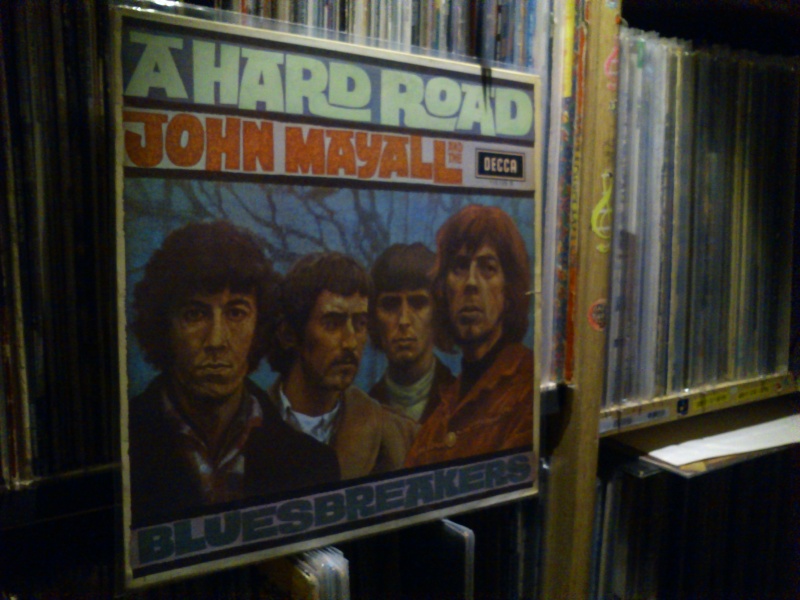 A HARD ROAD
JOHN MAYALL AND THE
DECCA
BLUESBREAKERS